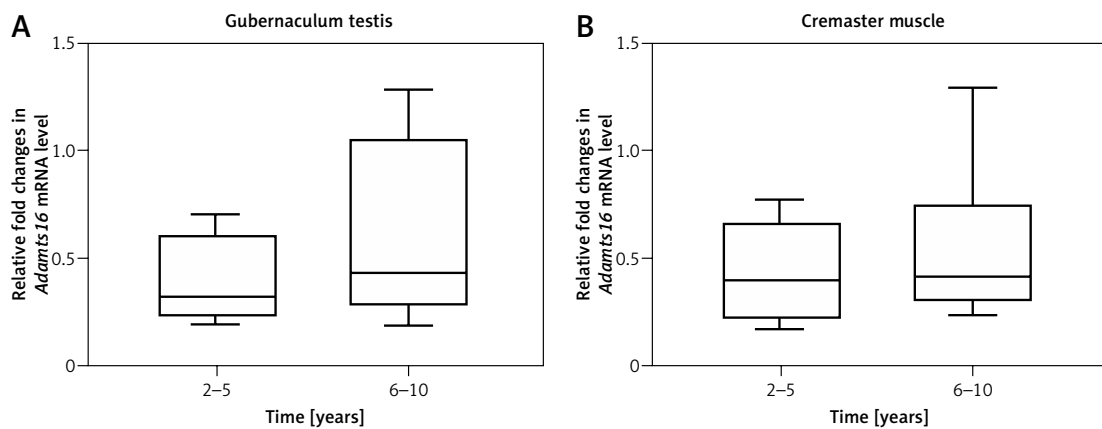 A
Gubernaculum testis
Relative fold changes in
Adamts16 mRNA level
1.5
1.0
0.5
0
2–5
6–10
Time [years]
B
Cremaster muscle
Relative fold changes in
Adamts16 mRNA level
1.5
1.0
0.5
0
2–5
6–10
Time [years]